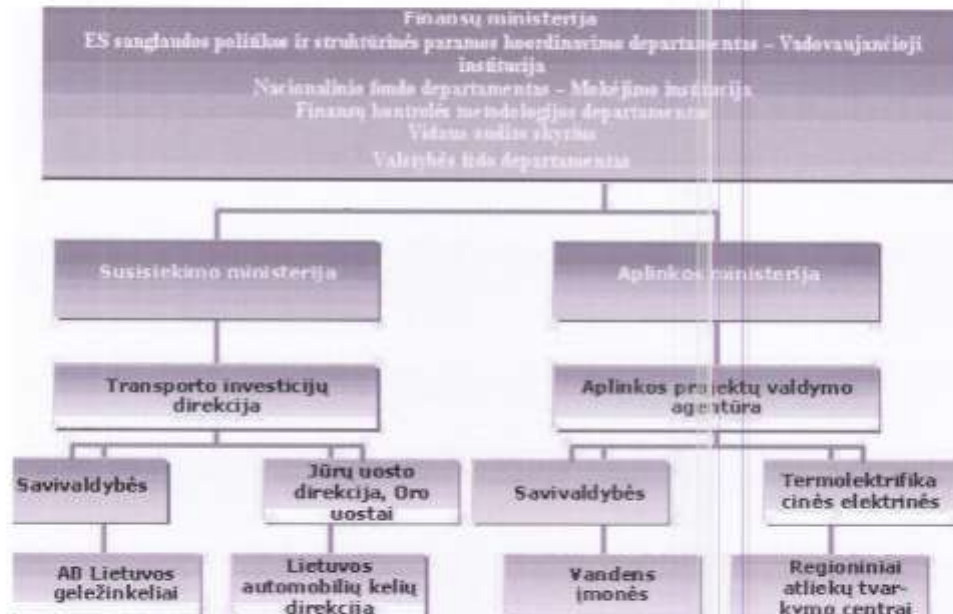 Finansų ministerija
ES sanglaudos politikos ir struktūrinės paramos koordinavimo departamentas – Vadovaujančioji
institucija
Nacionalinio fondo departamentas – Mokėjimo institucija
Finansų kontrolės metodologijos departamentas
Vidaus audito skyrius
Valstybės iždo departamentas
Susisiekimo ministerija
Aplinkos ministerija
Transporto investicijų
direkcija
Aplinkos projektų valdymo
agentūra
Savivaldybės
Jūrų uosto
direkcija, Oro
uostai
Savivaldybės
Termolektrifika
cinės elektrinės
AB Lietuvos
geležinkeliai
Lietuvos
automobilių kelių
direkcija
Vandens
įmonės
Regioniniai
atliekų tvar-
kymo centrai